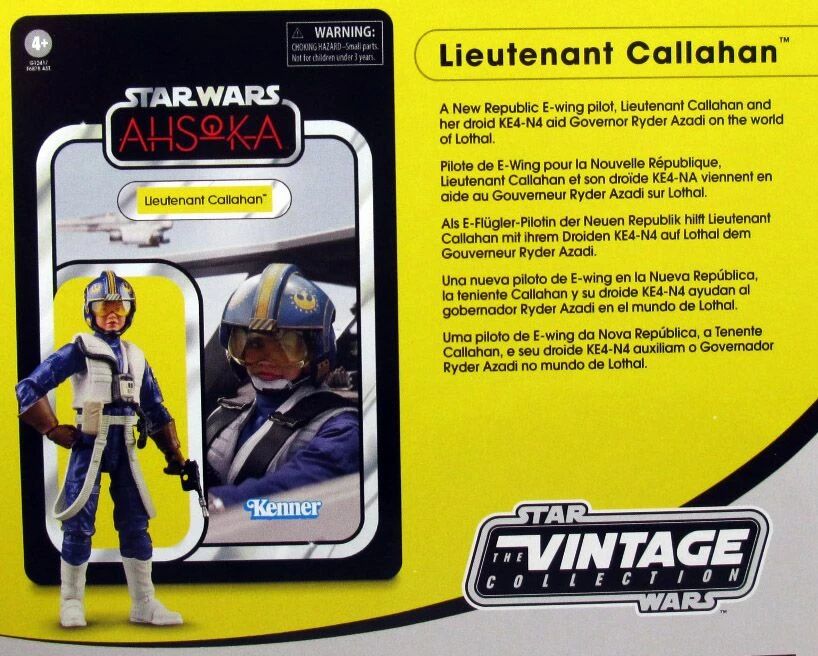 4+
G1241/
F6878 AST.
WARNING:
CHOKING HAZARD–Small parts.
Not for children under 3 years.
STAR WARS
AHSOKA
Lieutenant Callahan™
Kenner
Lieutenant Callahan™
A New Republic E-wing pilot, Lieutenant Callahan and
her droid KE4-N4 aid Governor Ryder Azadi on the world
of Lothal.
Pilote de E-Wing pour la Nouvelle République,
Lieutenant Callahan et son droïde KE4-NA viennent en
aide au Gouverneur Ryder Azadi sur Lothal.
Als E-Flügler-Pilotin der Neuen Republik hilft Lieutenant
Callahan mit ihrem Droiden KE4-N4 auf Lothal dem
Gouverneur Ryder Azadi.
Una nueva piloto de E-wing en la Nueva República,
la teniente Callahan y su droide KE4-N4 ayudan al
gobernador Ryder Azadi en el mundo de Lothal.
Uma piloto de E-wing da Nova República, a Tenente
Callahan, e seu droide KE4-N4 auxiliam o Governador
Ryder Azadi no mundo de Lothal.
STAR
THE VINTAGE
COLLECTION
WARS™